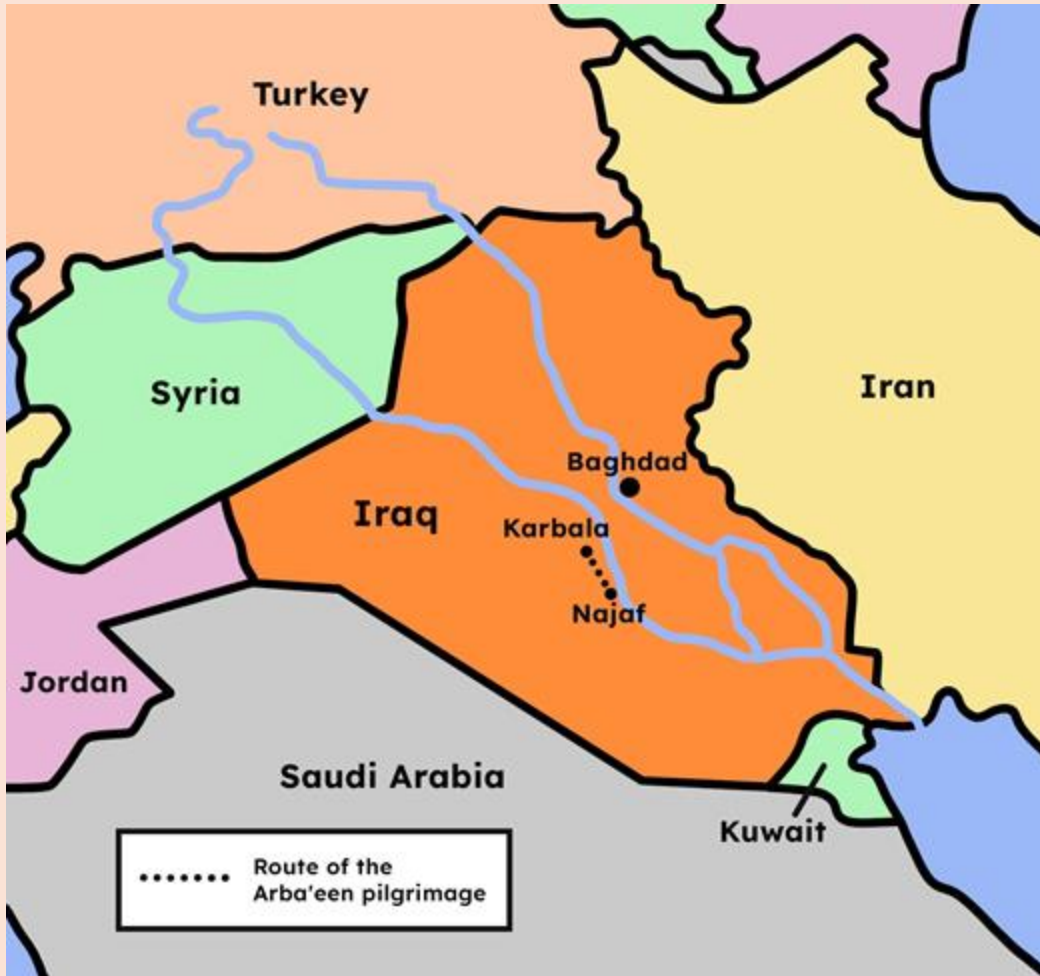 Turkey
Syria
Iran
Baghdad
Iraq
Karbala
Najaf
Jordan
Saudi Arabia
Kuwait
Route of the
Arba'een pilgrimage